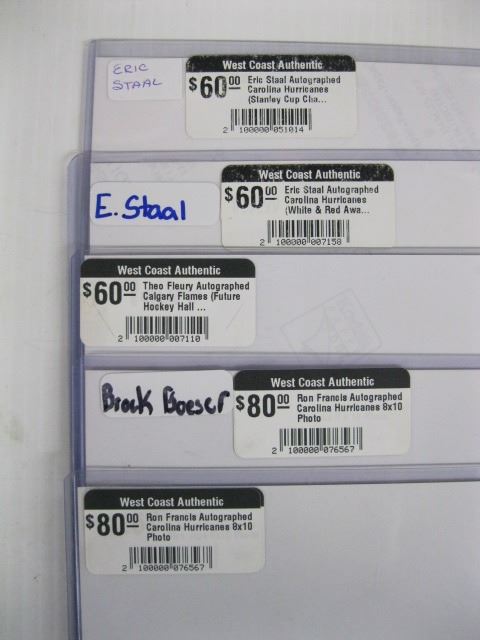 ERIC
STAAL
West Coast Authentic
$60.00 Eric Staal Autographed
Carolina Hurricanes
(Stanley Cup Cha...
2 100000 051014
E. Staal
West Coast Authentic
$60.00 Eric Staal Autographed
Carolina Hurricanes
(White & Red Awa...
2 100000 007158
West Coast Authentic
$60.00 Theo Fleury Autographed
Calgary Flames (Future
Hockey Hall ...
2 100000 007110
Brock Boeser
West Coast Authentic
$80.00 Ron Francis Autographed
Carolina Hurricanes 8x10
Photo
2 100000 076567
West Coast Authentic
$80.00 Ron Francis Autographed
Carolina Hurricanes 8x10
Photo
2 100000 076567